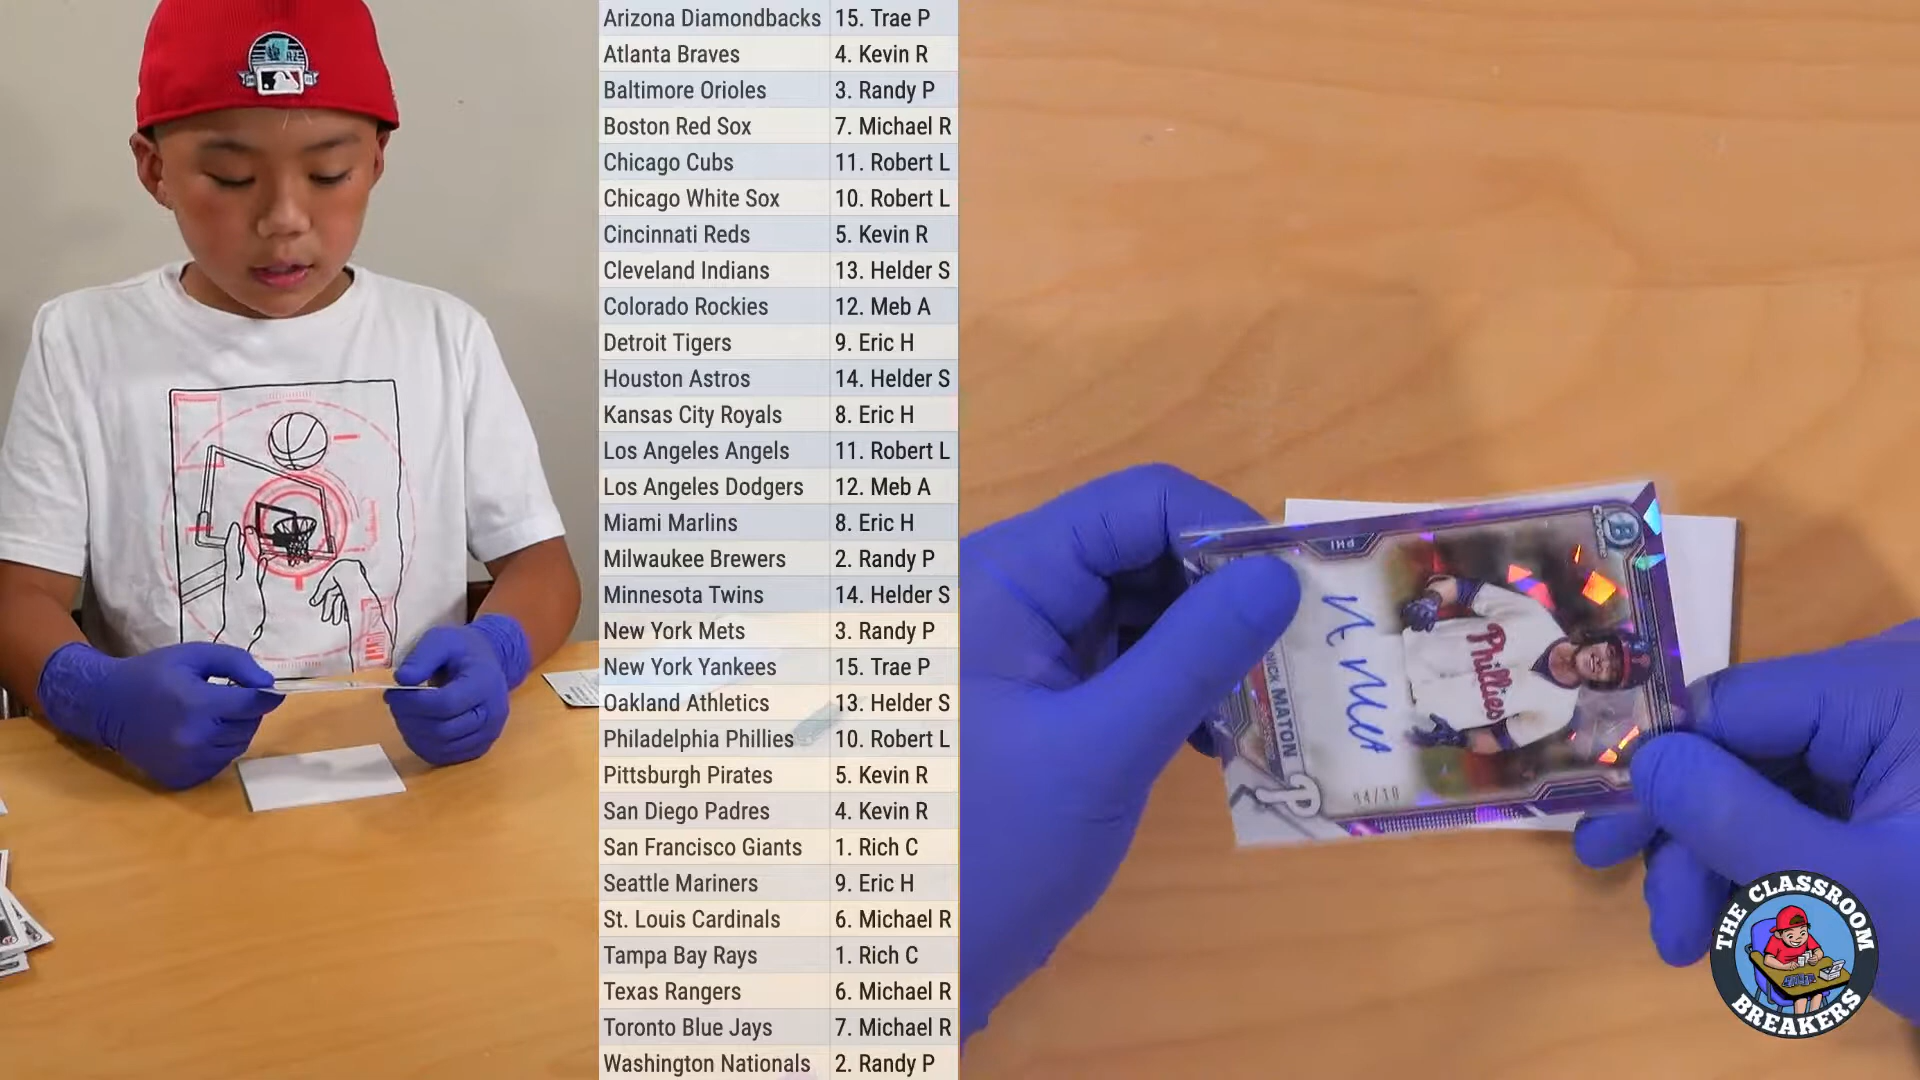 Arizona Diamondbacks 15. Trae P
Atlanta Braves 4. Kevin R
Baltimore Orioles 3. Randy P
Boston Red Sox 7. Michael R
Chicago Cubs 11. Robert L
Chicago White Sox 10. Robert L
Cincinnati Reds 5. Kevin R
Cleveland Indians 13. Helder S
Colorado Rockies 12. Meb A
Detroit Tigers 9. Eric H
Houston Astros 14. Helder S
Kansas City Royals 8. Eric H
Los Angeles Angels 11. Robert L
Los Angeles Dodgers 12. Meb A
Miami Marlins 8. Eric H
Milwaukee Brewers 2. Randy P
Minnesota Twins 14. Helder S
New York Mets 3. Randy P
New York Yankees 15. Trae P
Oakland Athletics 13. Helder S
Philadelphia Phillies 10. Robert L
Pittsburgh Pirates 5. Kevin R
San Diego Padres 4. Kevin R
San Francisco Giants 1. Rich C
Seattle Mariners 9. Eric H
St. Louis Cardinals 6. Michael R
Tampa Bay Rays 1. Rich C
Texas Rangers 6. Michael R
Toronto Blue Jays 7. Michael R
Washington Nationals 2. Randy P
PHI
Phillies
NICK MATON
P
THE CLASSROOM
BREAKERS